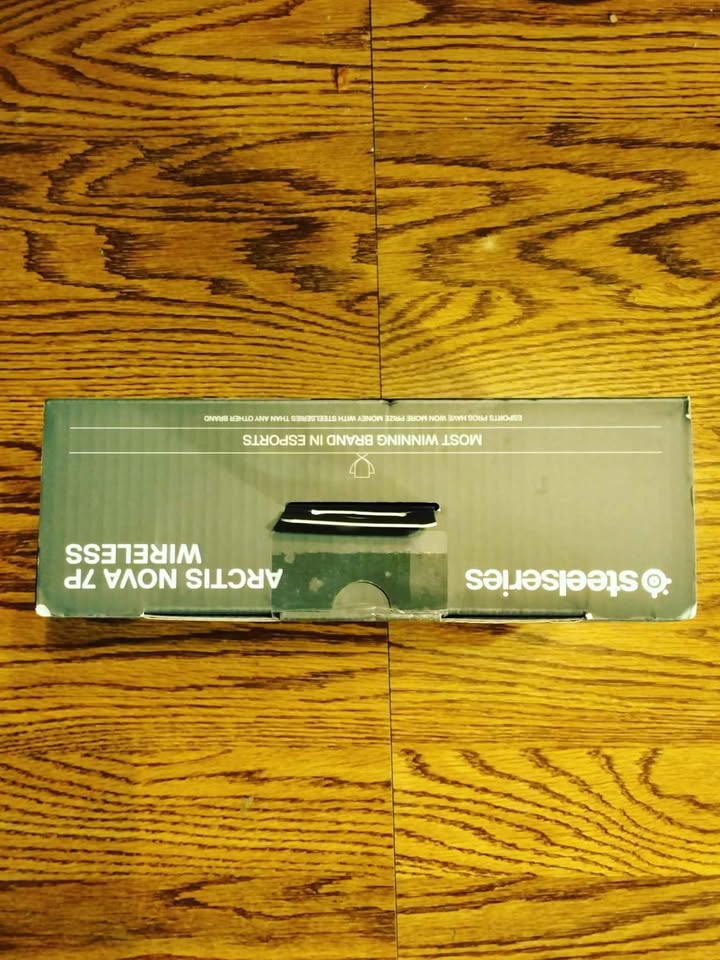 steelseries
ARCTIS NOVA 7P
WIRELESS
MOST WINNING BRAND IN ESPORTS
ESPORTS PROS HAVE WON MORE PRIZE MONEY WITH STEELSERIES THAN ANY OTHER BRAND